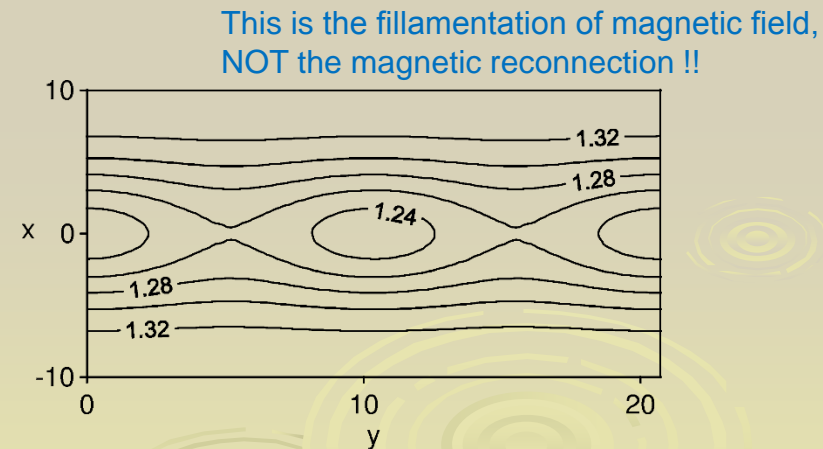 This is the fillamentation of magnetic field,
NOT the magnetic reconnection !!
10
1.32
1.28
x
0
1.24
1.28
1.32
-10
0
10
20
y